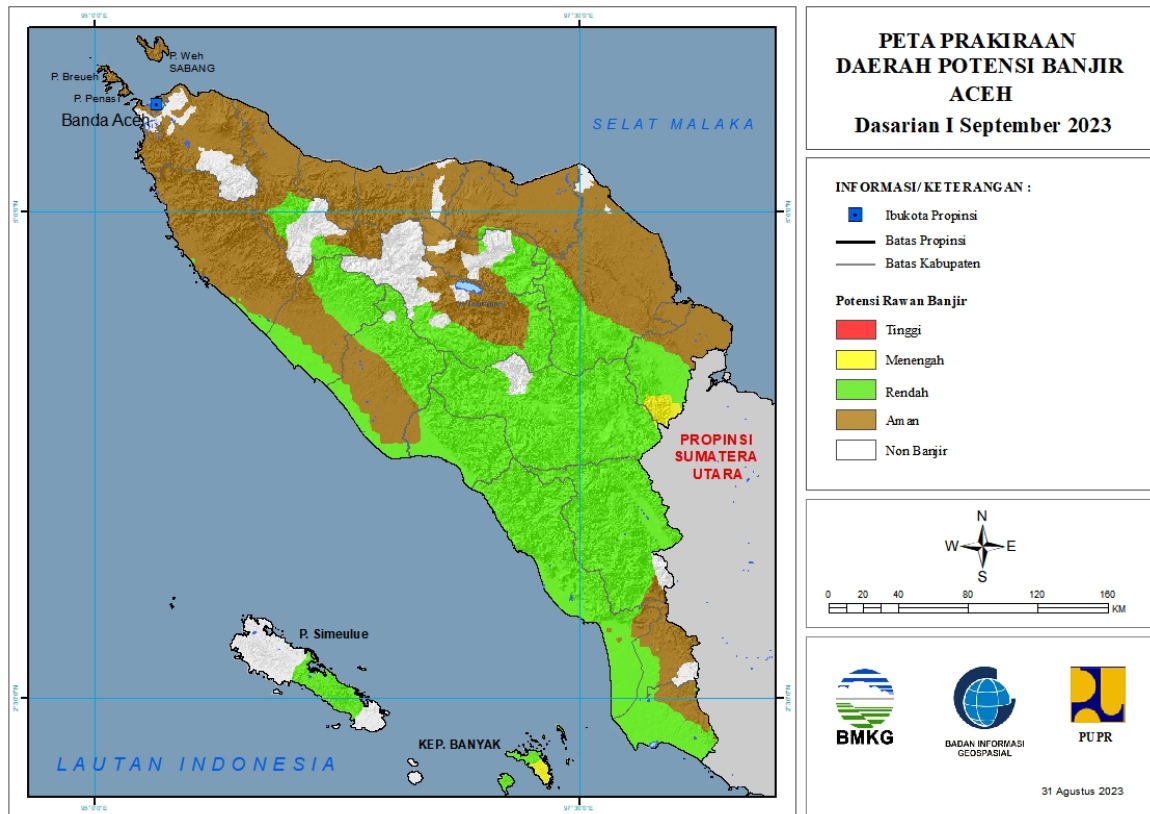 PETA PRAKIRAAN
DAERAH POTENSI BANJIR
ACEH
Dasarian I September 2023
INFORMASI/ KETERANGAN :
Ibukota Propinsi
Batas Propinsi
Batas Kabupaten
Potensi Rawan Banjir
Tinggi
Menengah
Rendah
Aman
Non Banjir
N
W E
S
0 20 40 80 120 160
KM
BMKG
BADAN INFORMASI
GEOSPASIAL
PUPR
31 Agustus 2023
P. Weh
SABANG
P. Breueh
P. Penasi
Banda Aceh
SELAT MALAKA
PROPINSI
SUMATERA
UTARA
P. Simeulue
KEP. BANYAK
LAUTAN INDONESIA